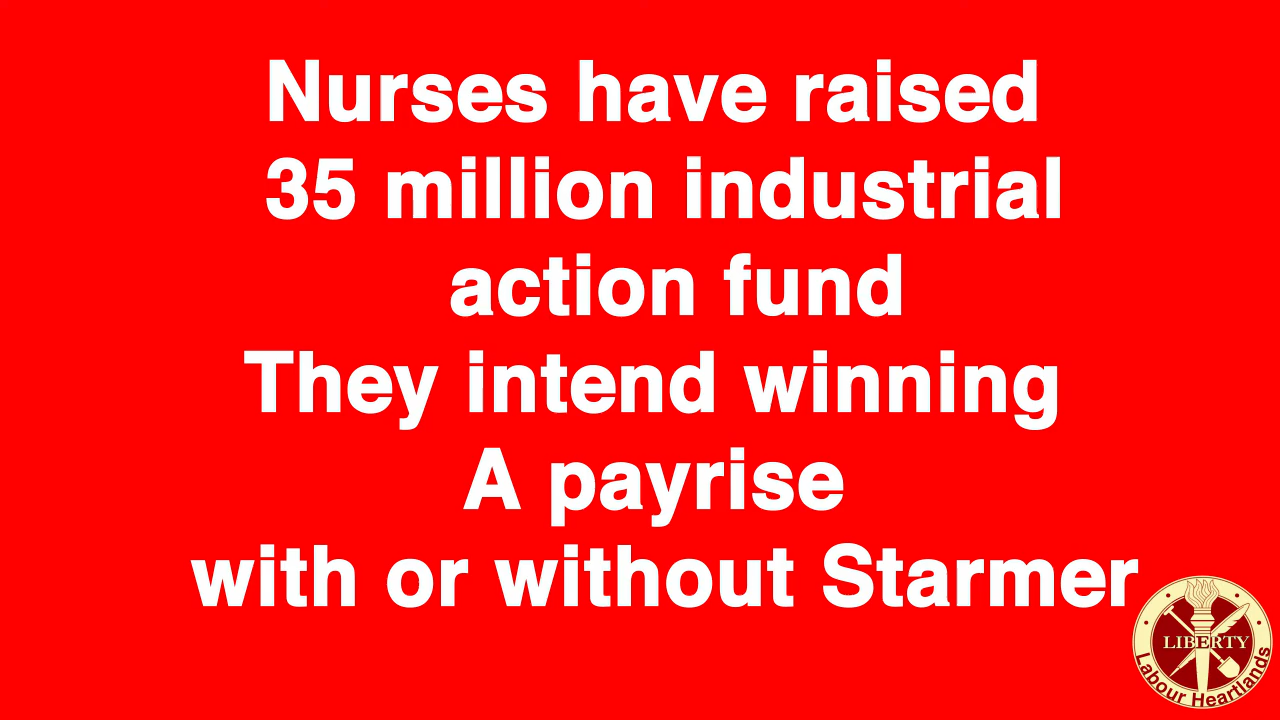 Nurses have raised
35 million industrial
action fund
They intend winning
A payrise
with or without Starmer
LIBERTY
Labour Heartlands